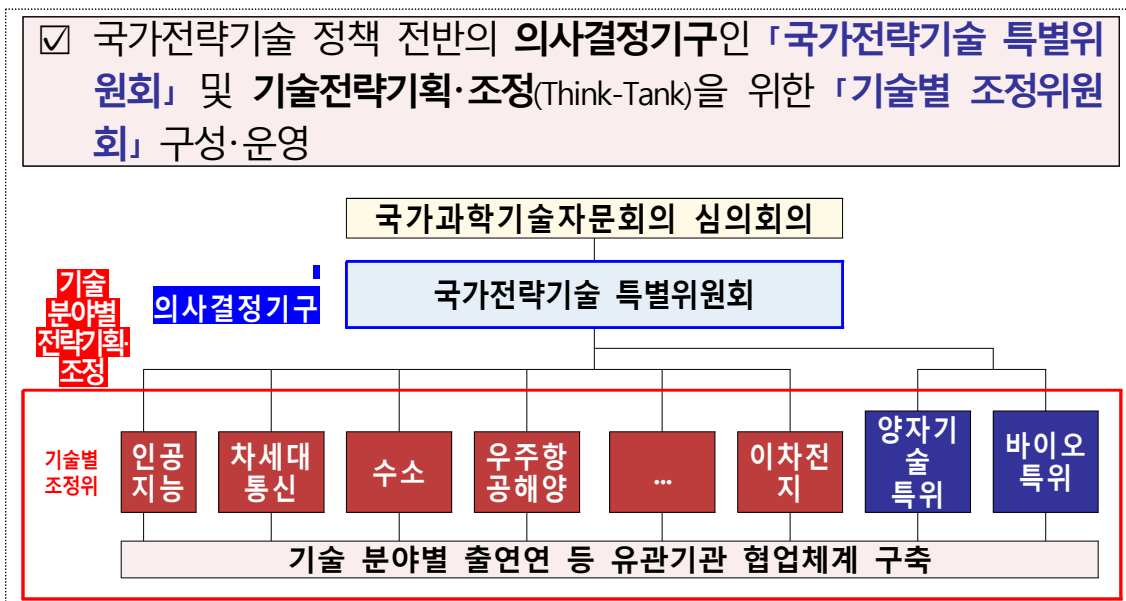 ☑ 국가전략기술 정책 전반의 의사결정기구인 「국가전략기술 특별위
원회」 및 기술전략기획·조정(Think-Tank)을 위한 「기술별 조정위원
회」 구성·운영
국가과학기술자문회의 심의회의
기술
분야별
전략기획·
조정
의사결정기구
국가전략기술 특별위원회
기술별
조정위
인공
지능
차세대
통신
수소
우주항
공해양
...
이차전
지
양자기
술
특위
바이오
특위
기술 분야별 출연연 등 유관기관 협업체계 구축